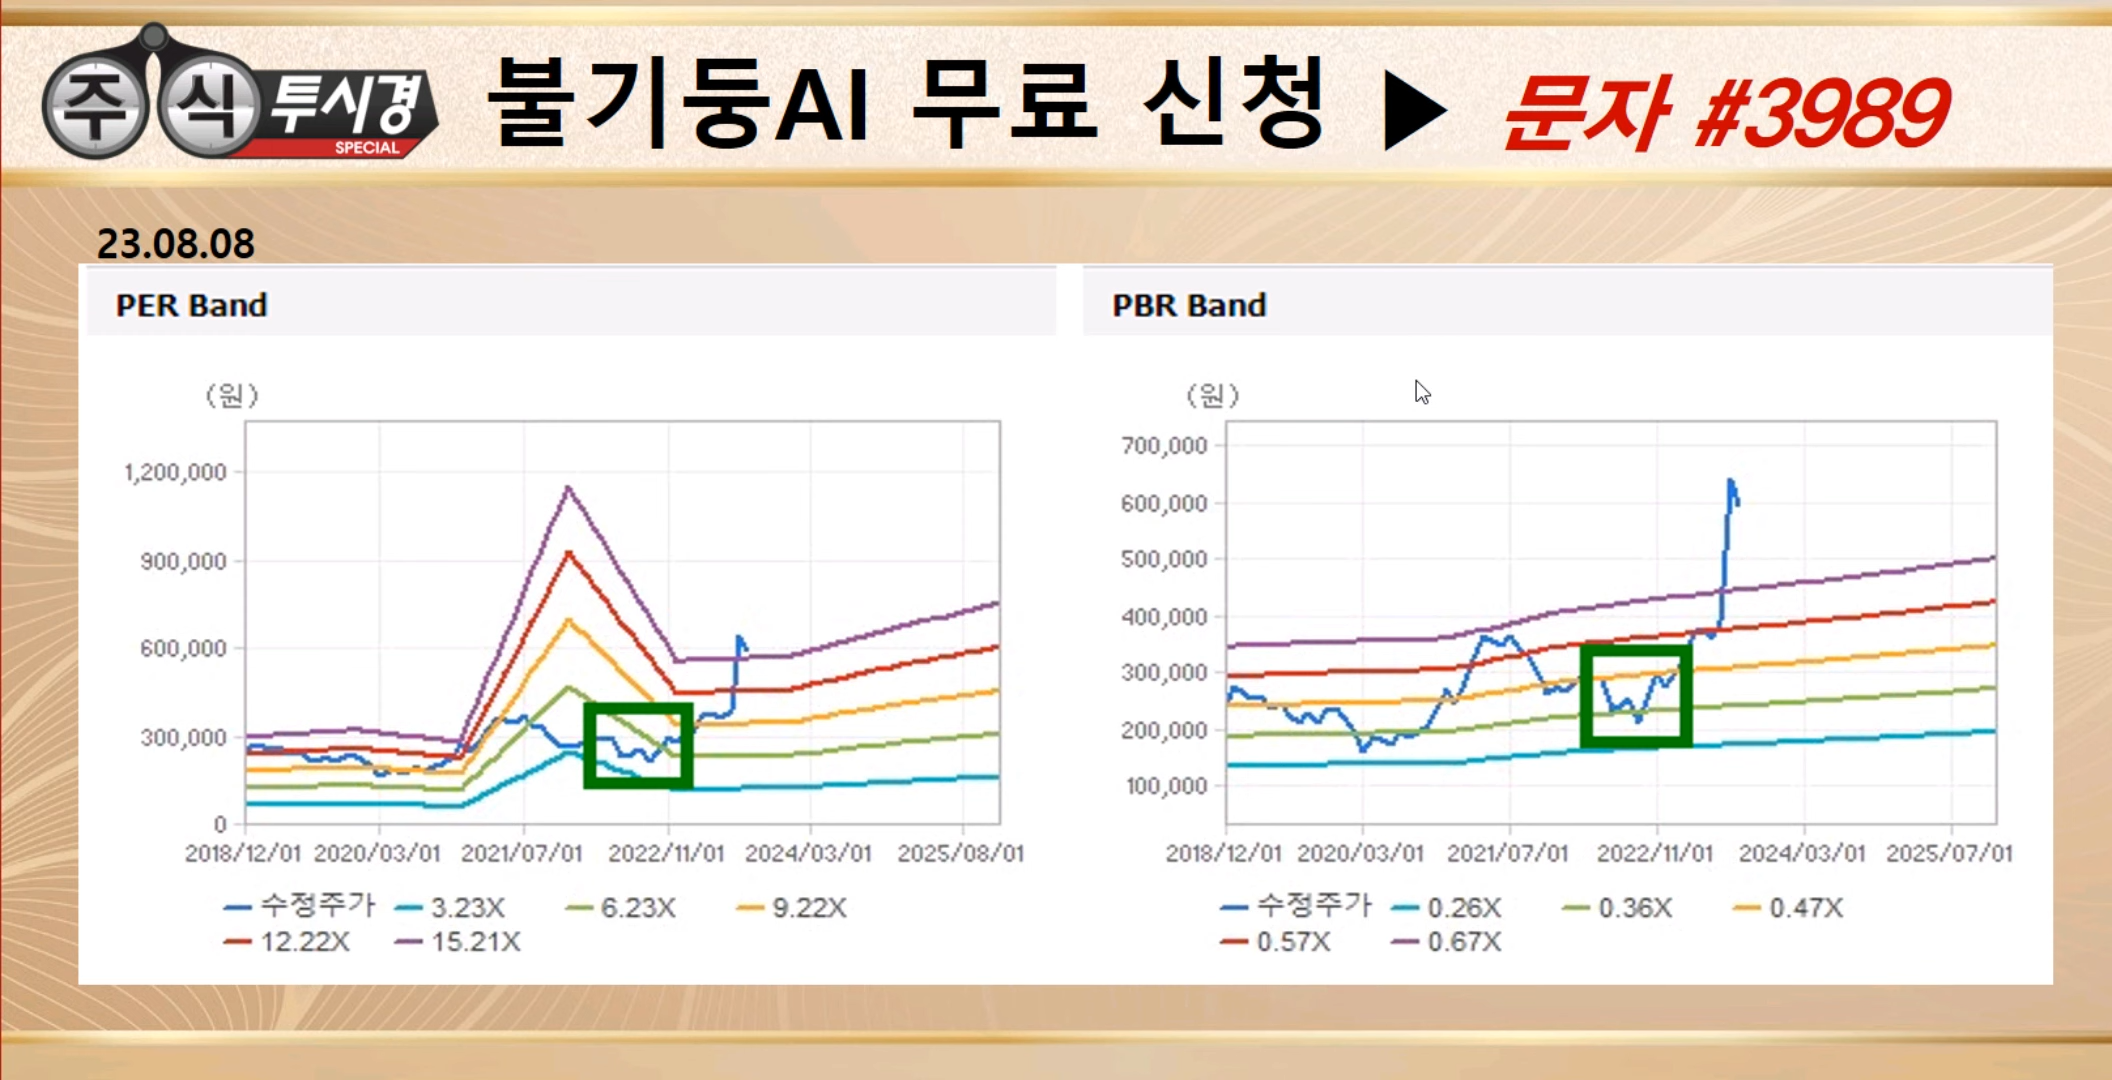 주식투시경
SPECIAL
불기둥AI 무료 신청 ▶ 문자 #3989
23.08.08
PER Band
(원)
1,200,000
900,000
600,000
300,000
0
2018/12/01 2020/03/01 2021/07/01 2022/11/01 2024/03/01 2025/08/01
수정주가 3.23X 6.23X 9.22X
12.22X 15.21X
PBR Band
(원)
700,000
600,000
500,000
400,000
300,000
200,000
100,000
2018/12/01 2020/03/01 2021/07/01 2022/11/01 2024/03/01 2025/07/01
수정주가 0.26X 0.36X 0.47X
0.57X 0.67X